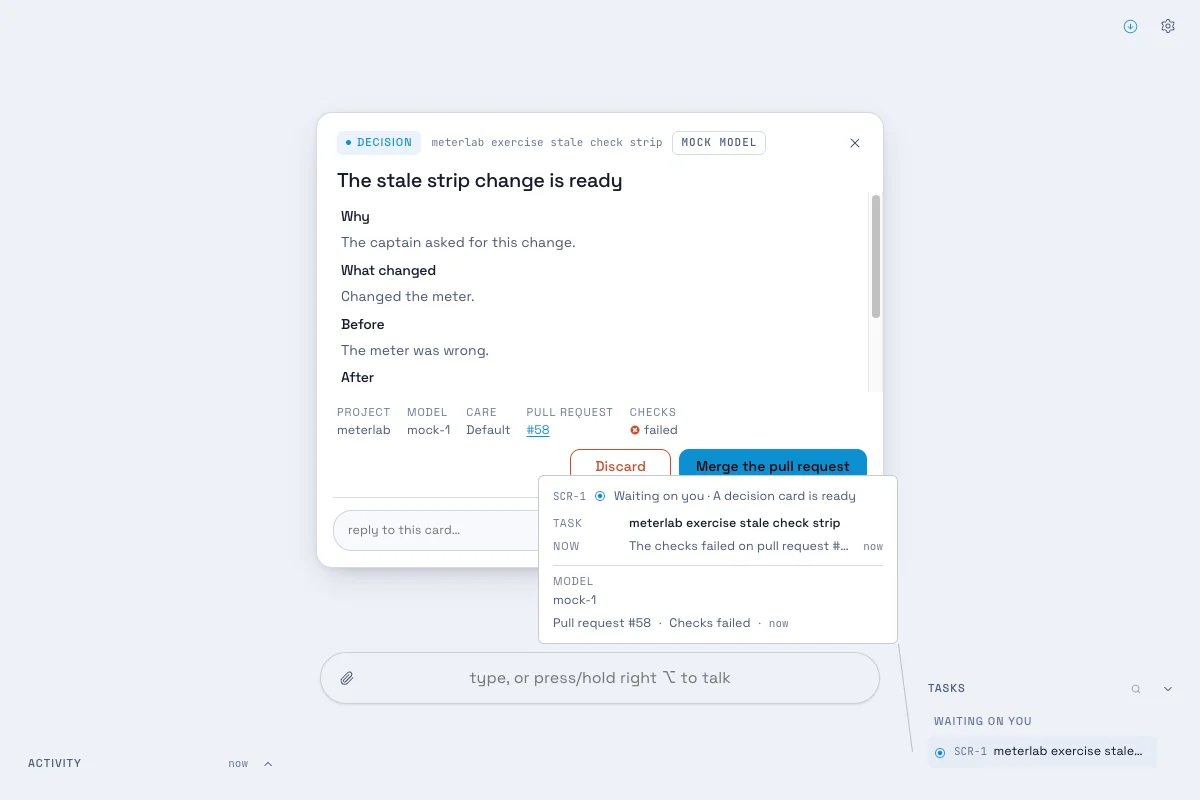 DECISION meterlab exercise stale check strip MOCK MODEL
The stale strip change is ready
Why
The captain asked for this change.
What changed
Changed the meter.
Before
The meter was wrong.
After
PROJECT MODEL CARE PULL REQUEST CHECKS
meterlab mock-1 Default #58 failed
Discard Merge the pull request
reply to this card…
SCR-1 Waiting on you · A decision card is ready
TASK meterlab exercise stale check strip
NOW The checks failed on pull request #… now
MODEL
mock-1
Pull request #58 · Checks failed · now
type, or press/hold right ⌥ to talk
TASKS
WAITING ON YOU
SCR-1 meterlab exercise stale…
ACTIVITY now